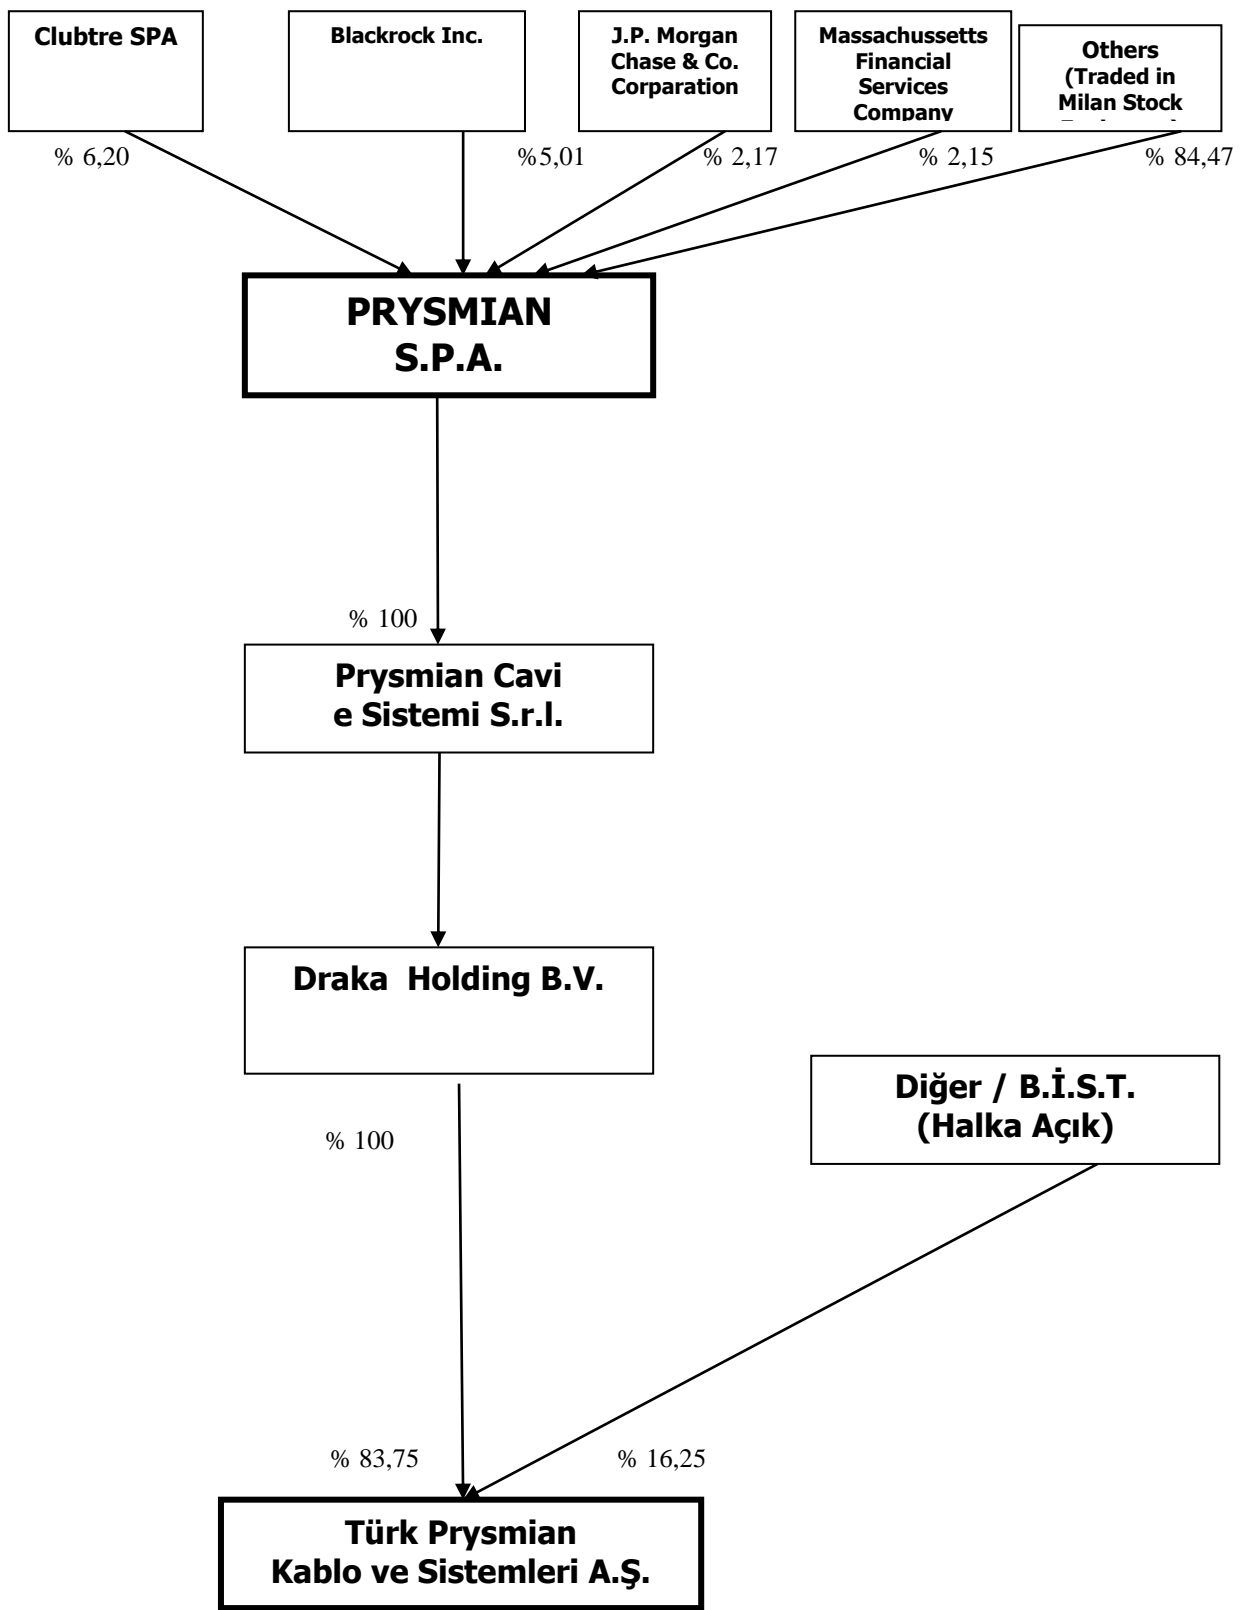 Clubtre SPA
Blackrock Inc.
J.P. Morgan
Chase & Co.
Corparation
Massachussetts
Financial
Services
Company
Others
(Traded in
Milan Stock
% 6,20
%5,01
% 2,17
% 2,15
% 84,47
PRYSMIAN
S.P.A.
% 100
Prysmian Cavi
e Sistemi S.r.l.
Draka Holding B.V.
Diğer / B.İ.S.T.
(Halka Açık)
% 100
% 83,75
% 16,25
Türk Prysmian
Kablo ve Sistemleri A.Ş.